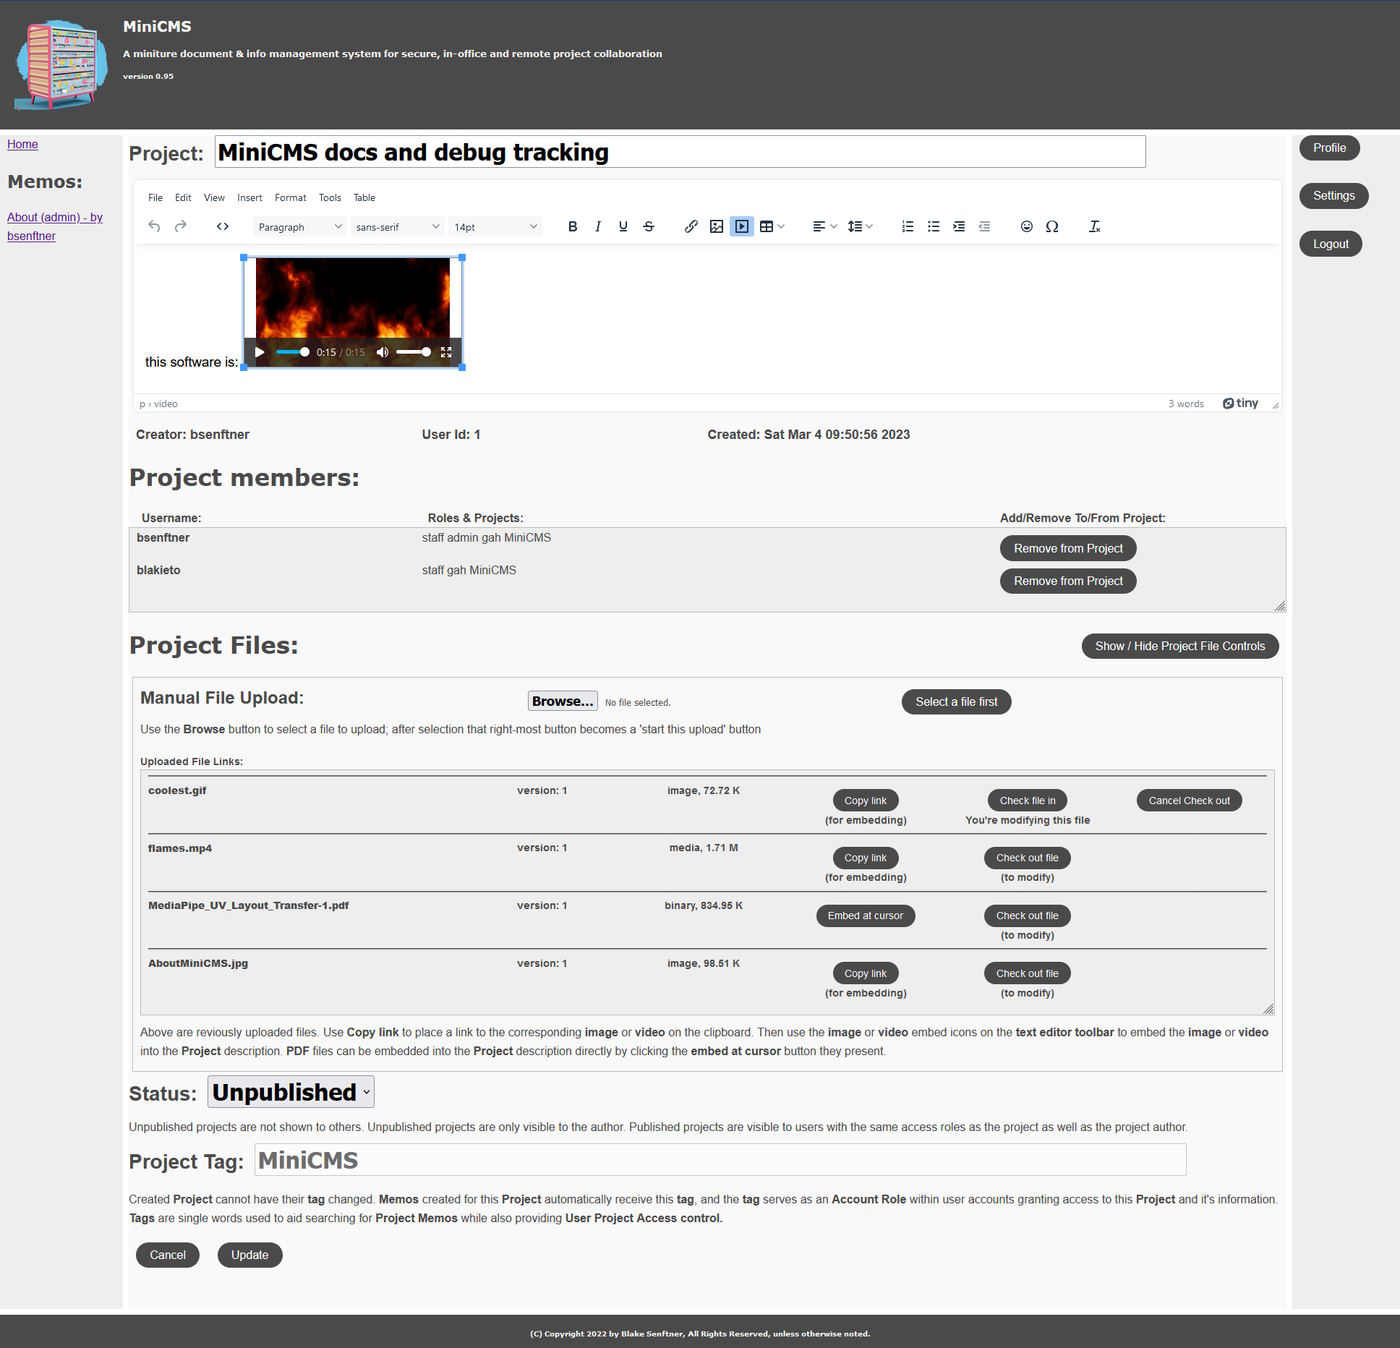 MiniCMS
A miniture document & info management system for secure, in-office and remote project collaboration
version 0.95
Home
Memos:
About (admin) - by
bsenftner
Project: MiniCMS docs and debug tracking
File Edit View Insert Format Tools Table
Paragraph sans-serif 14pt
this software is:
0:15 / 0:15
p › video 3 words tiny
Creator: bsenftner User Id: 1 Created: Sat Mar 4 09:50:56 2023
Project members:
Username: Roles & Projects: Add/Remove To/From Project:
bsenftner staff admin gah MiniCMS Remove from Project
blakieto staff gah MiniCMS Remove from Project
Project Files: Show / Hide Project File Controls
Manual File Upload: Browse... No file selected. Select a file first
Use the Browse button to select a file to upload; after selection that right-most button becomes a 'start this upload' button
Uploaded File Links:
coolest.gif version: 1 image, 72.72 K Copy link Check file in Cancel Check out
(for embedding) You're modifying this file
flames.mp4 version: 1 media, 1.71 M Copy link Check out file
(for embedding) (to modify)
MediaPipe_UV_Layout_Transfer-1.pdf version: 1 binary, 834.95 K Embed at cursor Check out file
(to modify)
AboutMiniCMS.jpg version: 1 image, 98.51 K Copy link Check out file
(for embedding) (to modify)
Above are reviously uploaded files. Use Copy link to place a link to the corresponding image or video on the clipboard. Then use the image or video embed icons on the text editor toolbar to embed the image or video
into the Project description. PDF files can be embedded into the Project description directly by clicking the embed at cursor button they present.
Status: Unpublished
Unpublished projects are not shown to others. Unpublished projects are only visible to the author. Published projects are visible to users with the same access roles as the project as well as the project author.
Project Tag: MiniCMS
Created Project cannot have their tag changed. Memos created for this Project automatically receive this tag, and the tag serves as an Account Role within user accounts granting access to this Project and it's information.
Tags are single words used to aid searching for Project Memos while also providing User Project Access control.
Cancel Update
Profile
Settings
Logout
(C) Copyright 2022 by Blake Senftner, All Rights Reserved, unless otherwise noted.